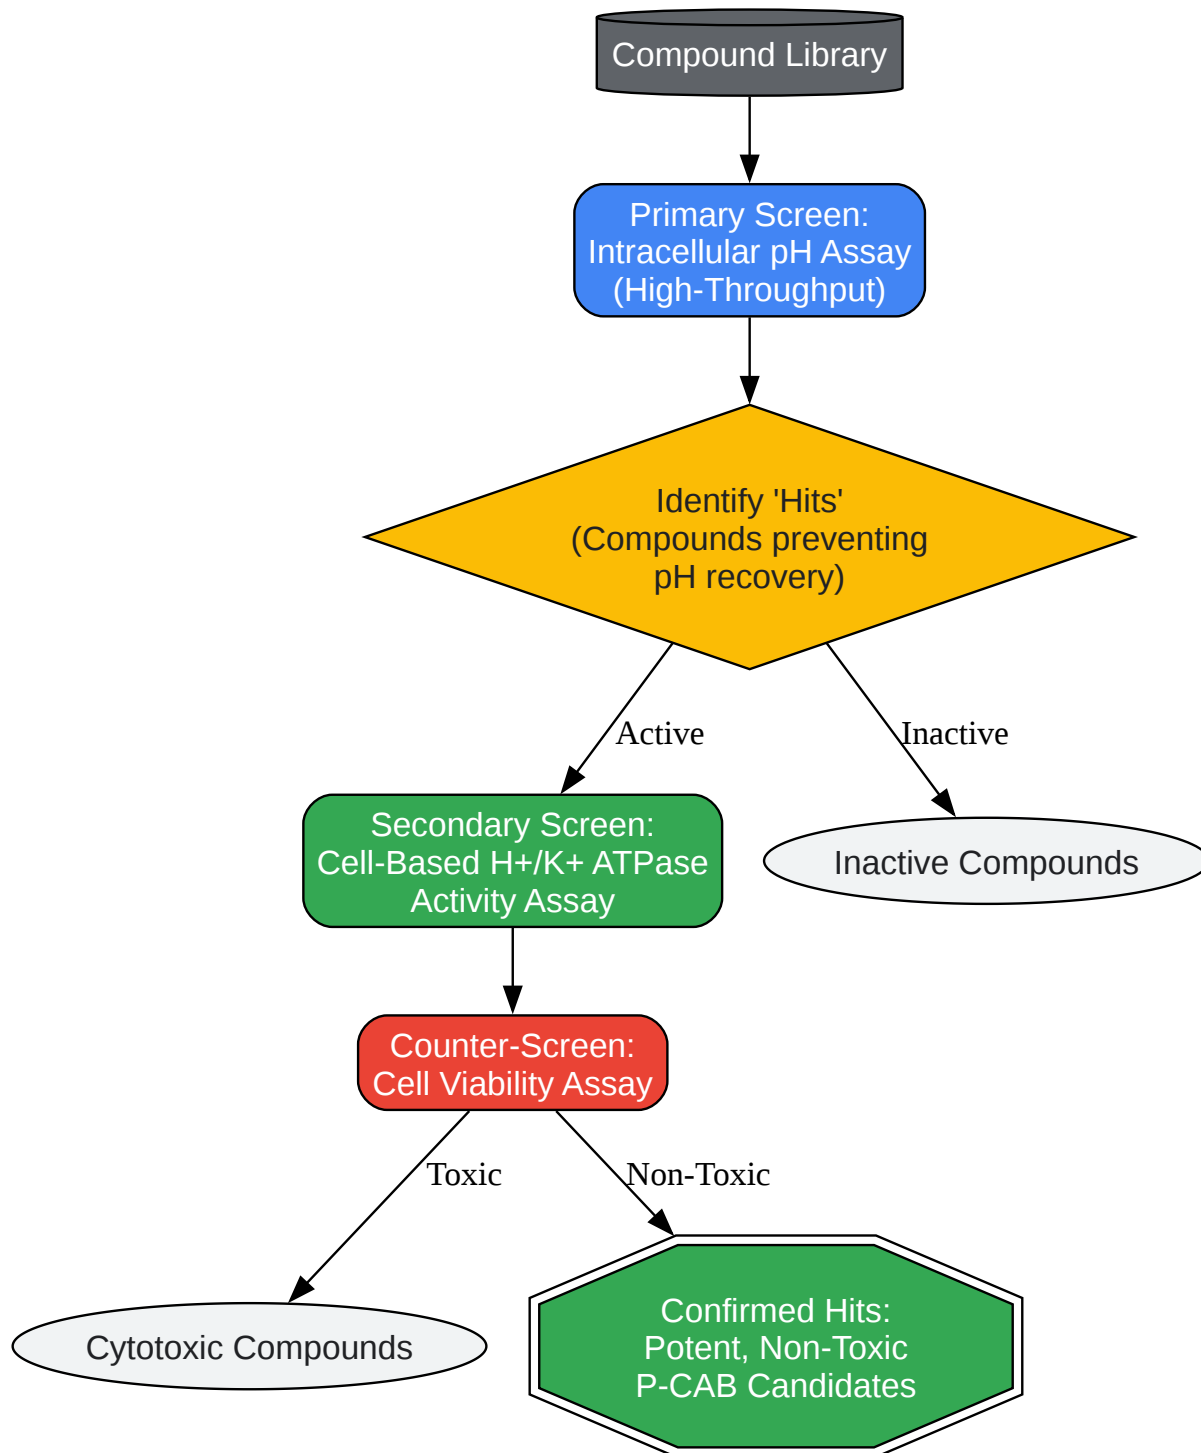 Compound Library
Primary Screen:
Intracellular pH Assay
(High-Throughput)
Identify 'Hits'
(Compounds preventing
pH recovery)
Active
Inactive
Secondary Screen:
Cell-Based H+/K+ ATPase
Activity Assay
Inactive Compounds
Counter-Screen:
Cell Viability Assay
Toxic
Non-Toxic
Cytotoxic Compounds
Confirmed Hits:
Potent, Non-Toxic
P-CAB Candidates